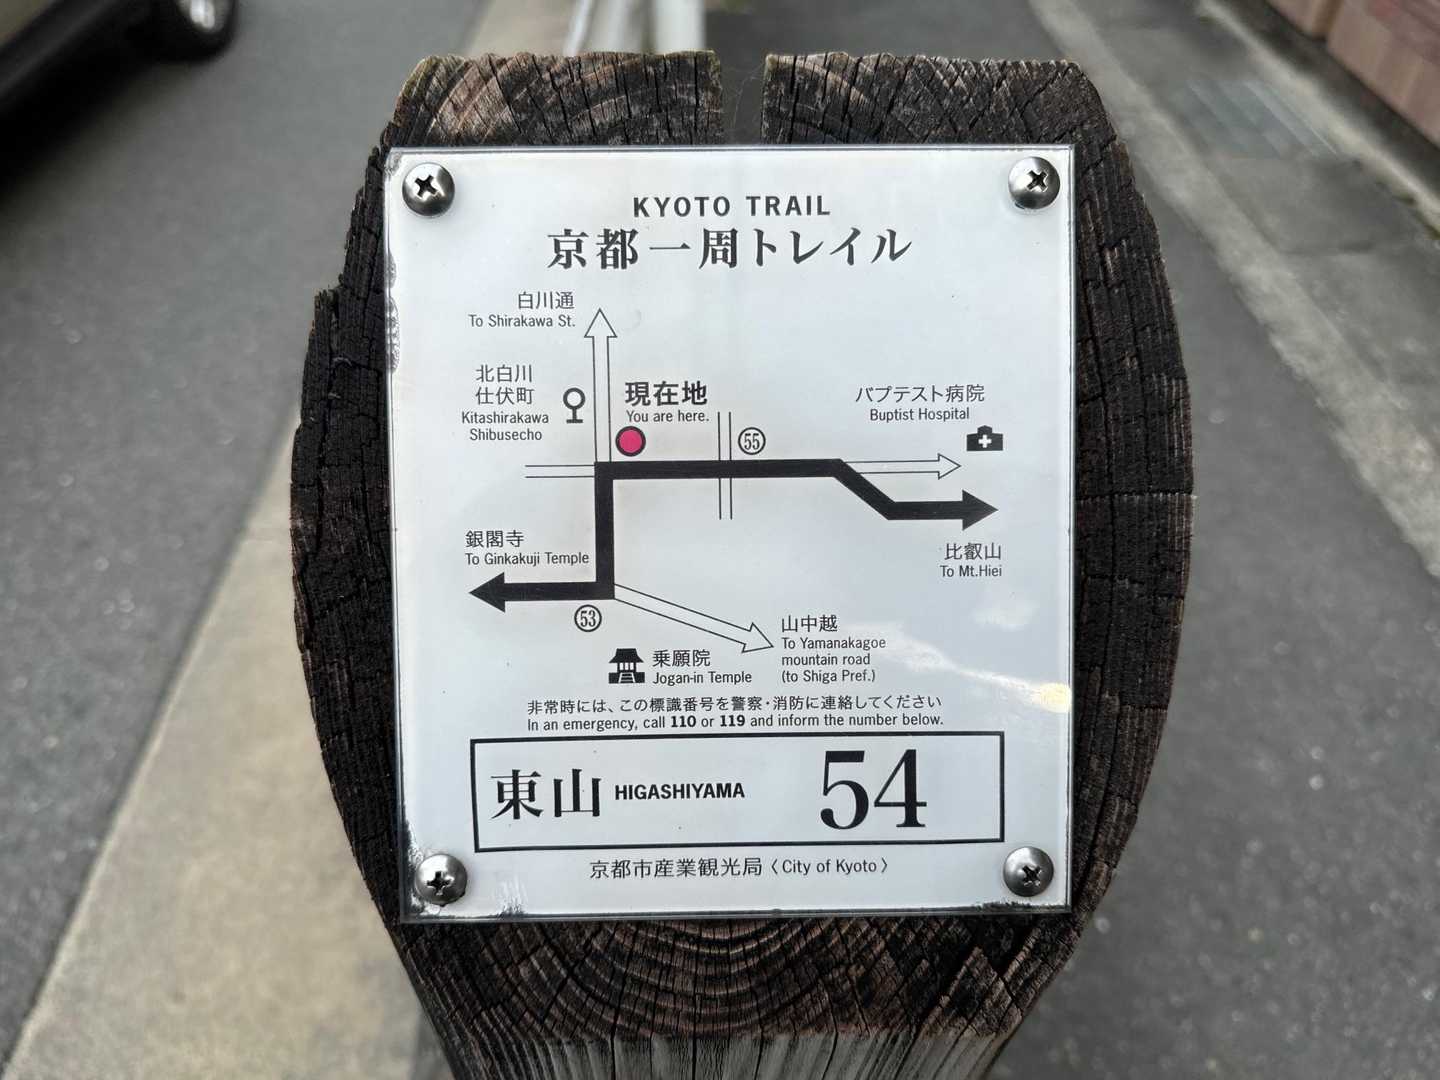 KYOTO TRAIL
京都一周トレイル
白川通
To Shirakawa St.
北白川
仕伏町
Kitashirakawa
Shibusecho
現在地
You are here.
55
バプテスト病院
Buptist Hospital
銀閣寺
To Ginkakuji Temple
比叡山
To Mt.Hiei
53
山中越
To Yamanakagoe
mountain road
(to Shiga Pref.)
乗願院
Jogan-in Temple
非常時には、この標識番号を警察・消防に連絡してください
In an emergency, call 110 or 119 and inform the number below.
東山 HIGASHIYAMA 54
京都市産業観光局〈City of Kyoto〉